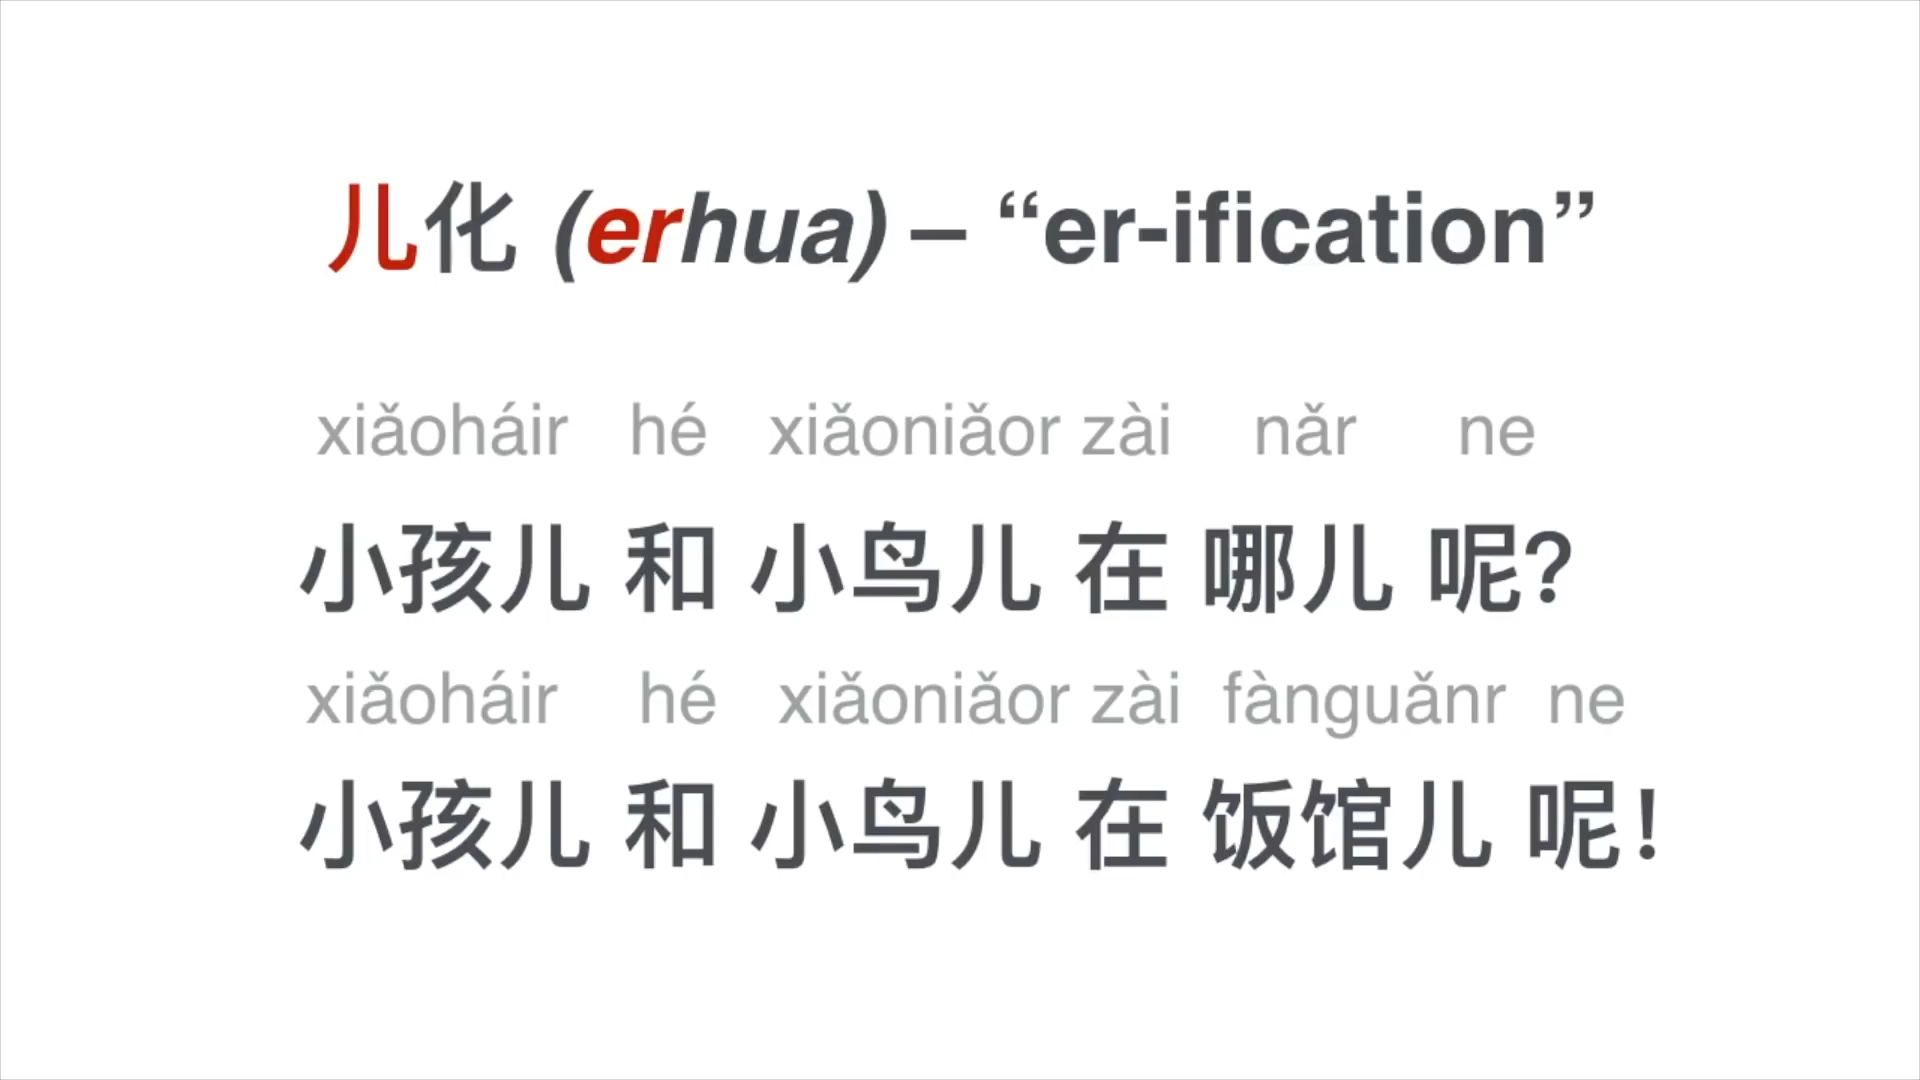 儿化 (erhua) – “er-ification”
xiǎoháir hé xiǎoniǎor zài nǎr ne
小孩儿 和 小鸟儿 在 哪儿 呢?
xiǎoháir hé xiǎoniǎor zài fànguǎnr ne
小孩儿 和 小鸟儿 在 饭馆儿 呢!